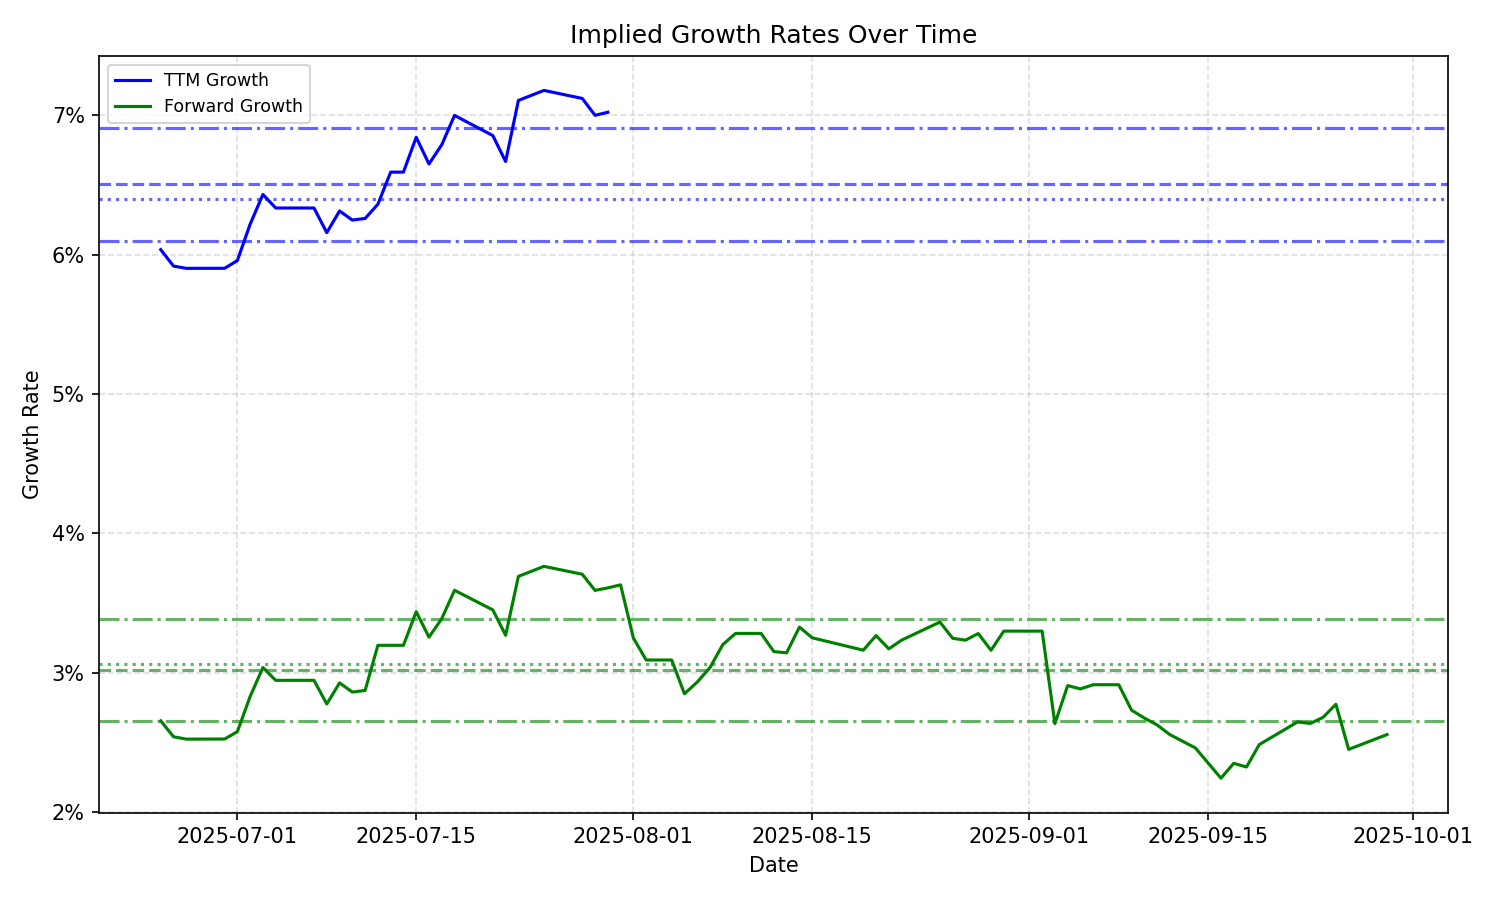 Implied Growth Rates Over Time
TTM Growth
Forward Growth
7%
6%
5%
4%
3%
2%
Growth Rate
2025-07-01
2025-07-15
2025-08-01
2025-08-15
2025-09-01
2025-09-15
2025-10-01
Date